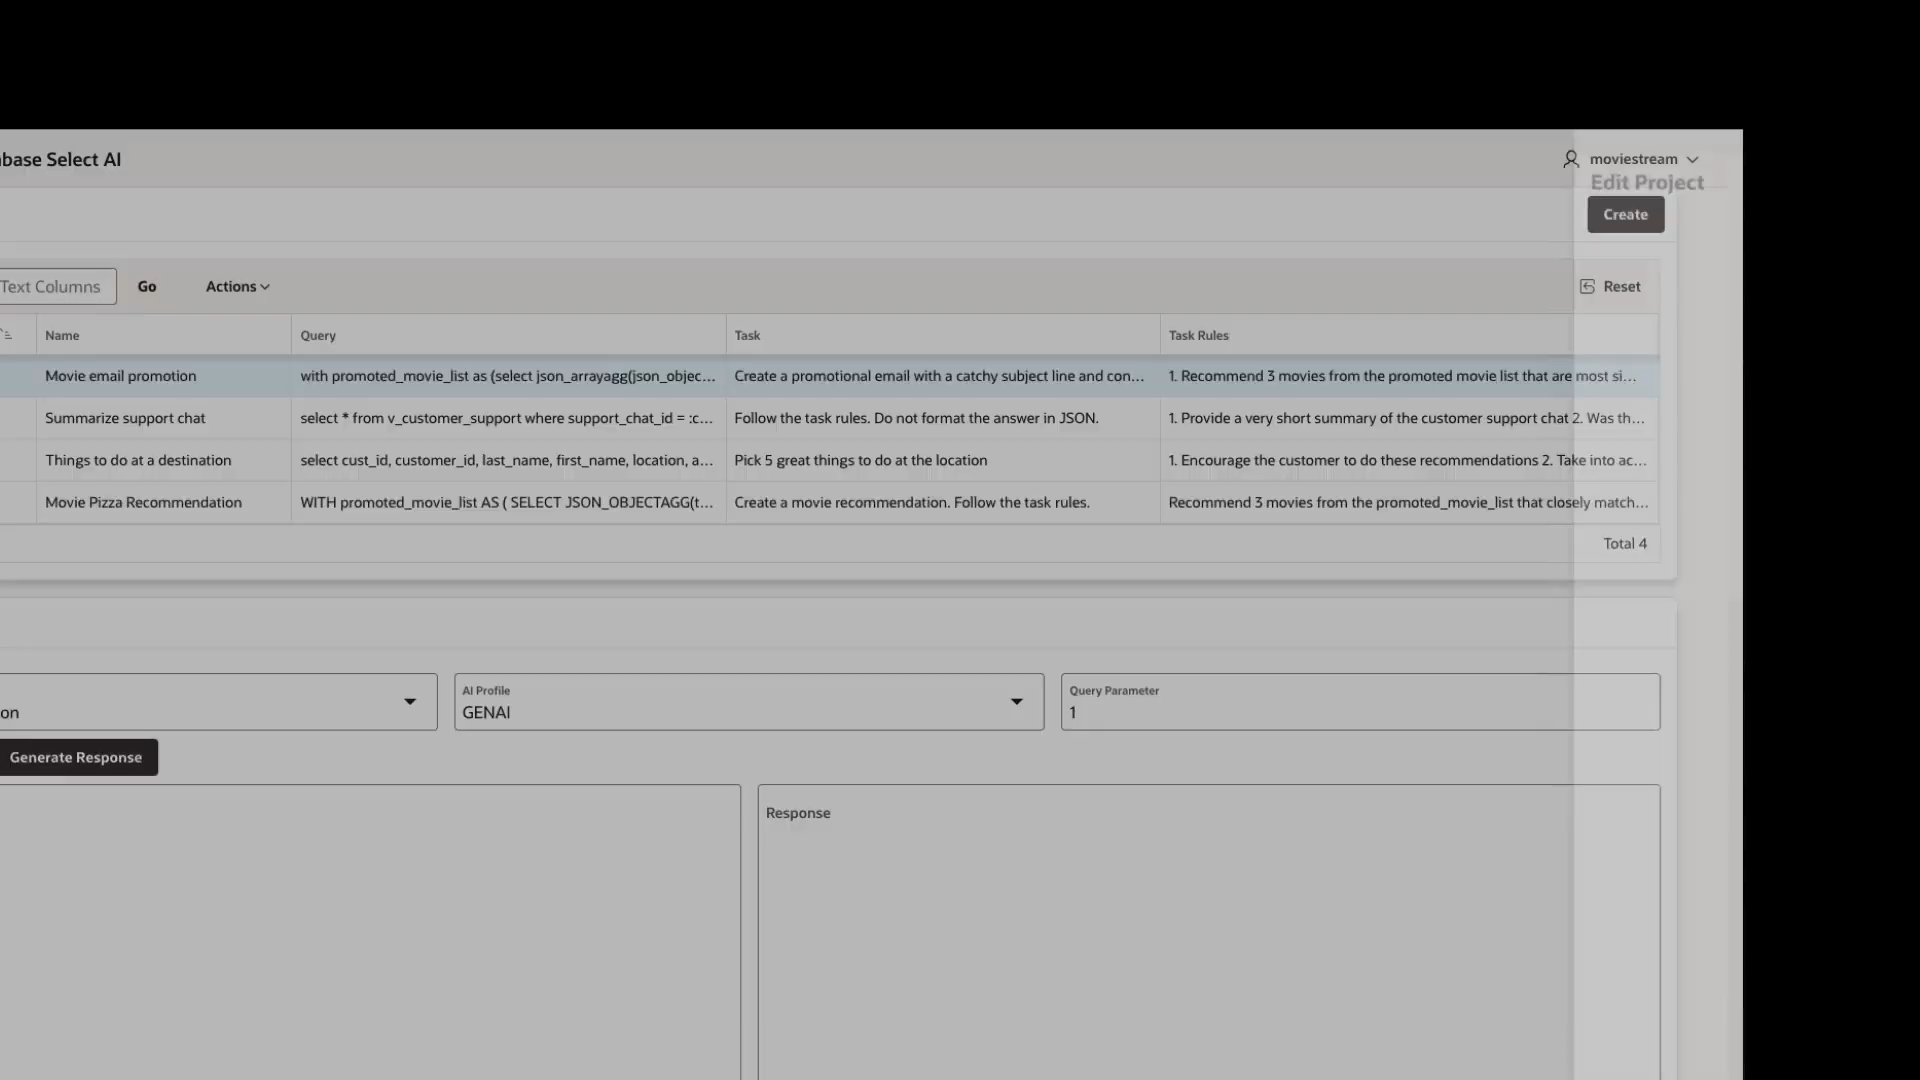 base Select AI
moviestream
Edit Project
Create
Text Columns Go Actions Reset
Name Query Task Task Rules
Movie email promotion with promoted_movie_list as (select json_arrayagg(json_objec... Create a promotional email with a catchy subject line and con... 1. Recommend 3 movies from the promoted movie list that are most si...
Summarize support chat select * from v_customer_support where support_chat_id = :c... Follow the task rules. Do not format the answer in JSON. 1. Provide a very short summary of the customer support chat 2. Was th...
Things to do at a destination select cust_id, customer_id, last_name, first_name, location, a... Pick 5 great things to do at the location 1. Encourage the customer to do these recommendations 2. Take into ac...
Movie Pizza Recommendation WITH promoted_movie_list AS ( SELECT JSON_OBJECTAGG(t... Create a movie recommendation. Follow the task rules. Recommend 3 movies from the promoted_movie_list that closely match...
Total 4
AI Profile Query Parameter
on GENAI 1
Generate Response
Response